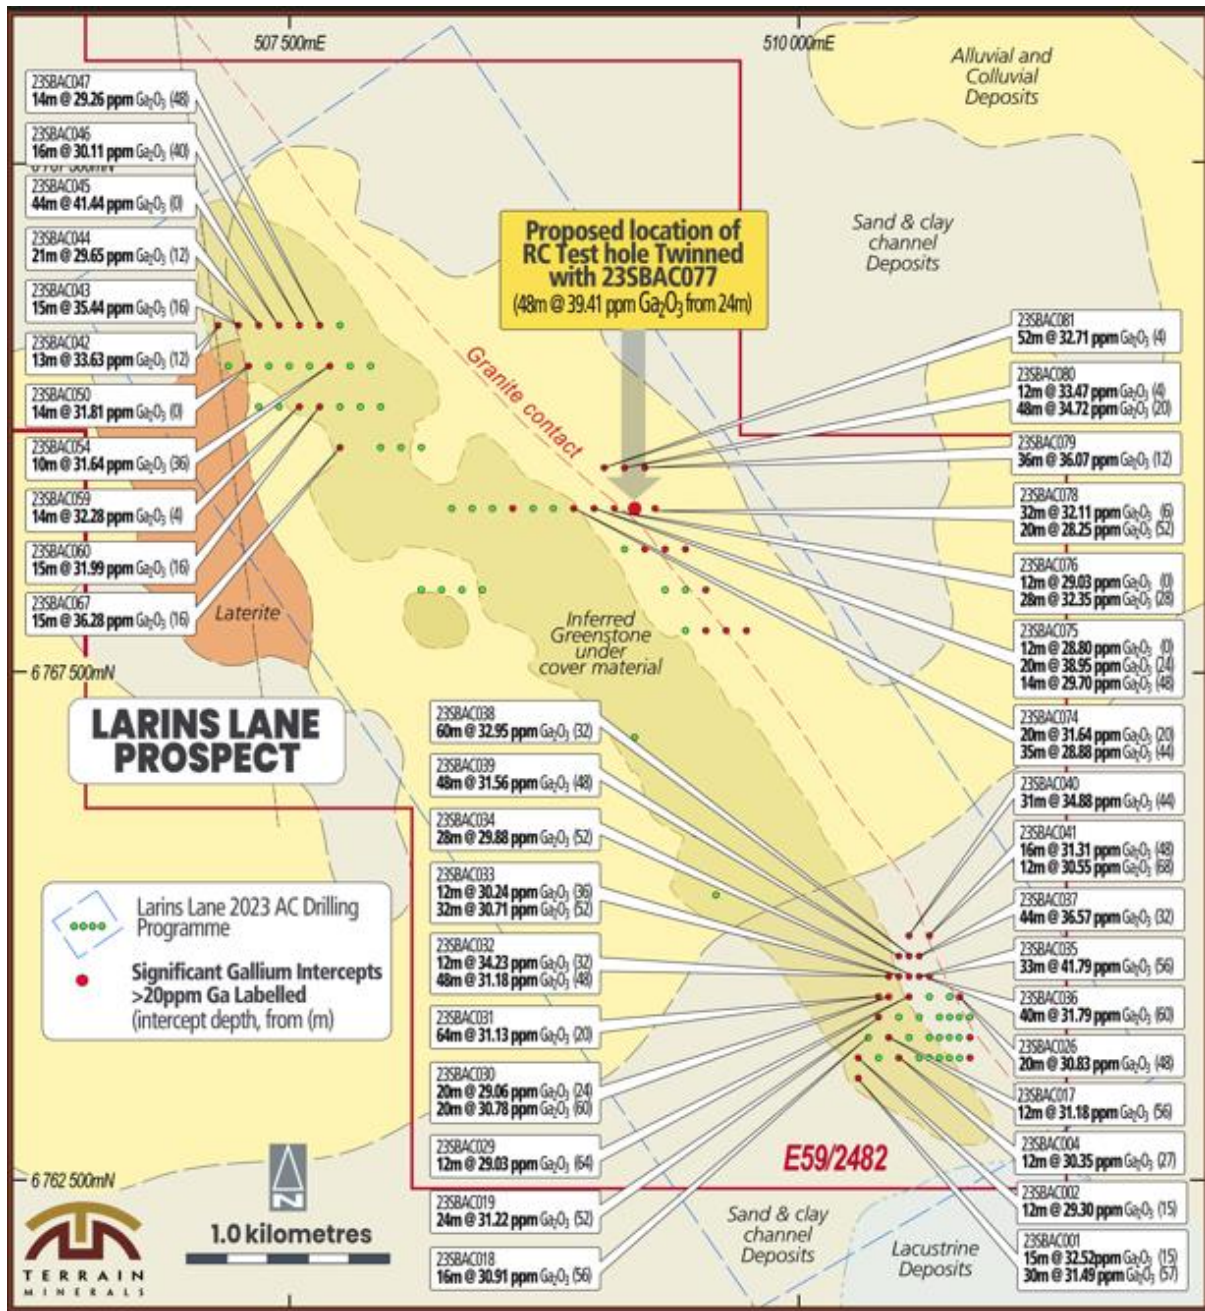 507 500mE
510 000mE
Alluvial and
Colluvial
Deposits
23SBAC047
14m @ 29.26 ppm Ga₂O₃ (48)
23SBAC046
16m @ 30.11 ppm Ga₂O₃ (40)
23SBAC045
44m @ 41.44 ppm Ga₂O₃ (0)
23SBAC044
21m @ 29.65 ppm Ga₂O₃ (12)
23SBAC043
15m @ 35.44 ppm Ga₂O₃ (16)
23SBAC042
13m @ 33.63 ppm Ga₂O₃ (12)
23SBAC050
14m @ 31.81 ppm Ga₂O₃ (0)
23SBAC054
10m @ 31.64 ppm Ga₂O₃ (36)
23SBAC059
14m @ 32.28 ppm Ga₂O₃ (4)
23SBAC060
15m @ 31.99 ppm Ga₂O₃ (16)
23SBAC067
15m @ 36.28 ppm Ga₂O₃ (16)
Sand & clay
channel
Deposits
Proposed location of
RC Test hole Twinned
with 23SBAC077
(48m @ 39.41 ppm Ga₂O₃ from 24m)
Granite contact
Laterite
Inferred
Greenstone
under
cover material
23SBAC081
52m @ 32.71 ppm Ga₂O₃ (4)
23SBAC080
12m @ 33.47 ppm Ga₂O₃ (4)
48m @ 34.72 ppm Ga₂O₃ (20)
23SBAC079
36m @ 36.07 ppm Ga₂O₃ (12)
23SBAC078
32m @ 32.11 ppm Ga₂O₃ (6)
20m @ 28.25 ppm Ga₂O₃ (52)
23SBAC076
12m @ 29.03 ppm Ga₂O₃ (0)
28m @ 32.35 ppm Ga₂O₃ (28)
23SBAC075
12m @ 28.80 ppm Ga₂O₃ (0)
20m @ 38.95 ppm Ga₂O₃ (24)
14m @ 29.70 ppm Ga₂O₃ (48)
23SBAC074
20m @ 31.64 ppm Ga₂O₃ (20)
35m @ 28.88 ppm Ga₂O₃ (44)
23SBAC040
31m @ 34.88 ppm Ga₂O₃ (44)
23SBAC041
16m @ 31.31 ppm Ga₂O₃ (48)
12m @ 30.55 ppm Ga₂O₃ (68)
23SBAC037
44m @ 36.57 ppm Ga₂O₃ (32)
23SBAC035
33m @ 41.79 ppm Ga₂O₃ (56)
23SBAC036
40m @ 31.79 ppm Ga₂O₃ (60)
23SBAC026
20m @ 30.83 ppm Ga₂O₃ (48)
23SBAC017
12m @ 31.18 ppm Ga₂O₃ (56)
23SBAC004
12m @ 30.35 ppm Ga₂O₃ (27)
23SBAC002
12m @ 29.30 ppm Ga₂O₃ (15)
23SBAC001
15m @ 32.52ppm Ga₂O₃ (15)
30m @ 31.49 ppm Ga₂O₃ (57)
6 767 500mN
LARINS LANE
PROSPECT
23SBAC038
60m @ 32.95 ppm Ga₂O₃ (32)
23SBAC039
48m @ 31.56 ppm Ga₂O₃ (48)
23SBAC034
28m @ 29.88 ppm Ga₂O₃ (52)
23SBAC033
12m @ 30.24 ppm Ga₂O₃ (36)
32m @ 30.71 ppm Ga₂O₃ (52)
23SBAC032
12m @ 34.23 ppm Ga₂O₃ (32)
48m @ 31.18 ppm Ga₂O₃ (48)
23SBAC031
64m @ 31.13 ppm Ga₂O₃ (20)
23SBAC030
20m @ 29.06 ppm Ga₂O₃ (24)
20m @ 30.78 ppm Ga₂O₃ (60)
23SBAC029
12m @ 29.03 ppm Ga₂O₃ (64)
23SBAC019
24m @ 31.22 ppm Ga₂O₃ (52)
23SBAC018
16m @ 30.91 ppm Ga₂O₃ (56)
Larins Lane 2023 AC Drilling
Programme
Significant Gallium Intercepts
>20ppm Ga Labelled
(intercept depth, from (m)
6 762 500mN
E59/2482
N
1.0 kilometres
Sand & clay
channel
Deposits
Lacustrine
Deposits
TERRAIN
MINERALS